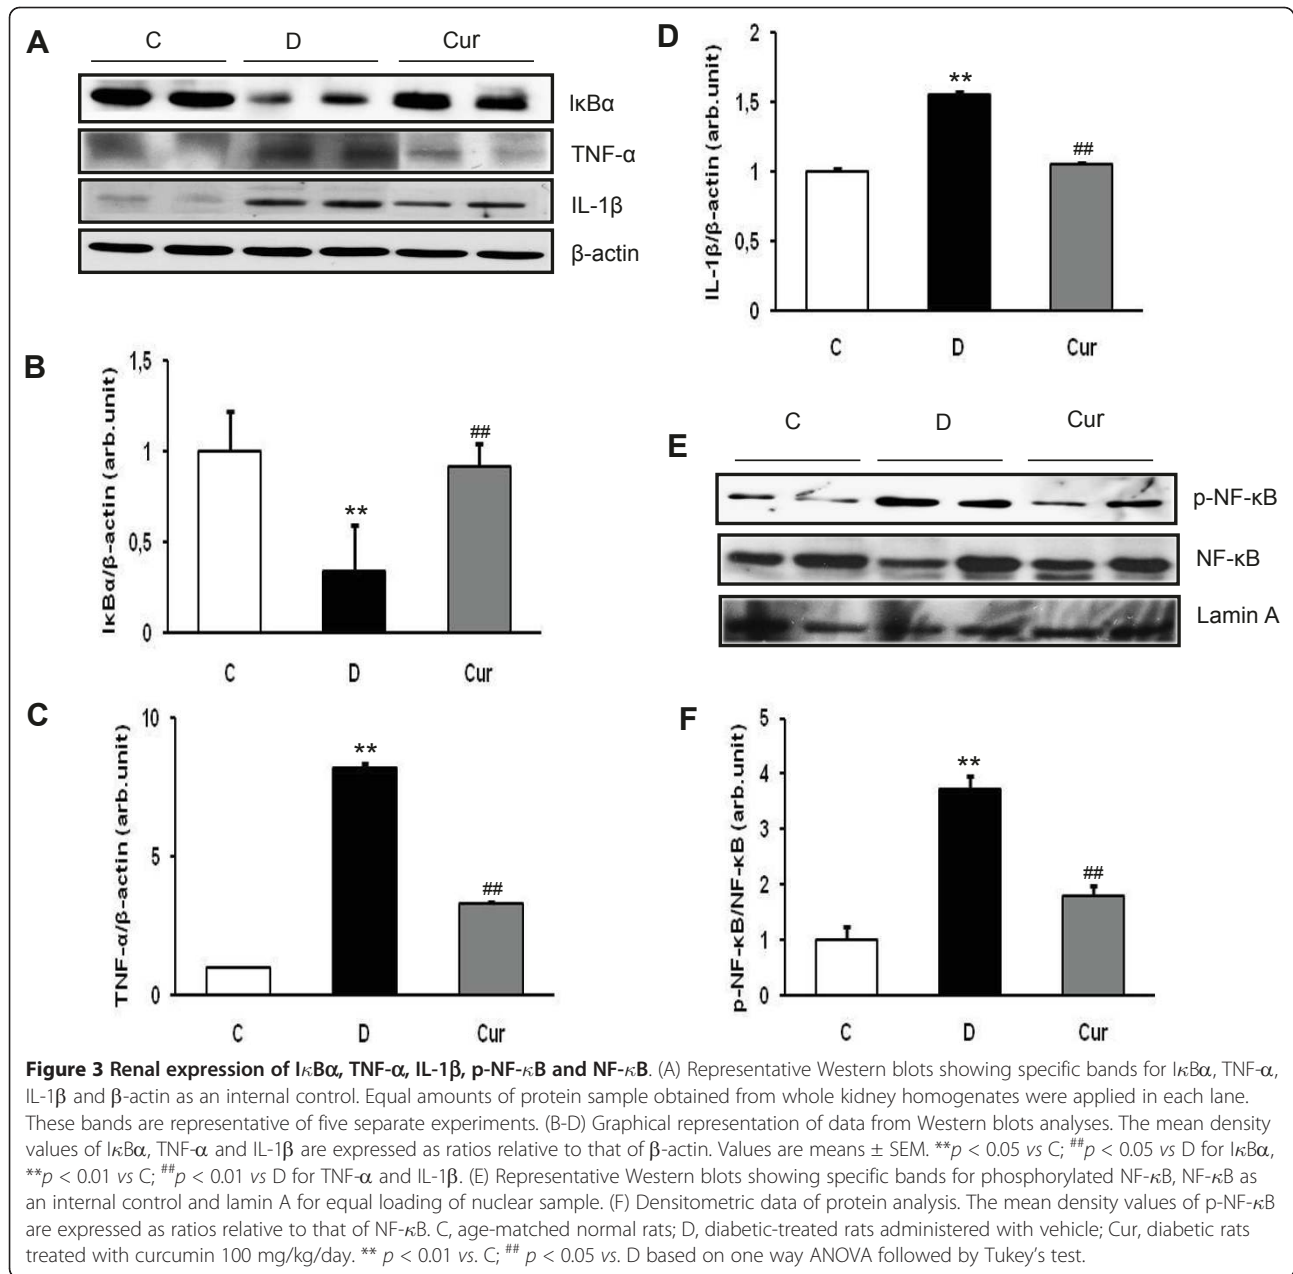 A
C D Cur
IκBα
TNF-α
IL-1β
β-actin
B
IκBα/β-actin (arb.unit)
1,5
1
0,5
0
##
**
C D Cur
C
TNF-α/β-actin (arb.unit)
10
5
0
**
##
C D Cur
D
IL-1β/β-actin (arb.unit)
2
1,5
1
0,5
0
**
##
C D Cur
E
C D Cur
p-NF-κB
NF-κB
Lamin A
F
p-NF-κB/NF-κB (arb.unit)
5
4
3
2
1
0
**
##
C D Cur
Figure 3 Renal expression of IκBα, TNF-α, IL-1β, p-NF-κB and NF-κB. (A) Representative Western blots showing specific bands for IκBα, TNF-α,
IL-1β and β-actin as an internal control. Equal amounts of protein sample obtained from whole kidney homogenates were applied in each lane.
These bands are representative of five separate experiments. (B-D) Graphical representation of data from Western blots analyses. The mean density
values of IκBα, TNF-α and IL-1β are expressed as ratios relative to that of β-actin. Values are means ± SEM. **p < 0.05 vs C; ##p < 0.05 vs D for IκBα,
**p < 0.01 vs C; ##p < 0.01 vs D for TNF-α and IL-1β. (E) Representative Western blots showing specific bands for phosphorylated NF-κB, NF-κB as
an internal control and lamin A for equal loading of nuclear sample. (F) Densitometric data of protein analysis. The mean density values of p-NF-κB
are expressed as ratios relative to that of NF-κB. C, age-matched normal rats; D, diabetic-treated rats administered with vehicle; Cur, diabetic rats
treated with curcumin 100 mg/kg/day. ** p < 0.01 vs. C; ## p < 0.05 vs. D based on one way ANOVA followed by Tukey's test.